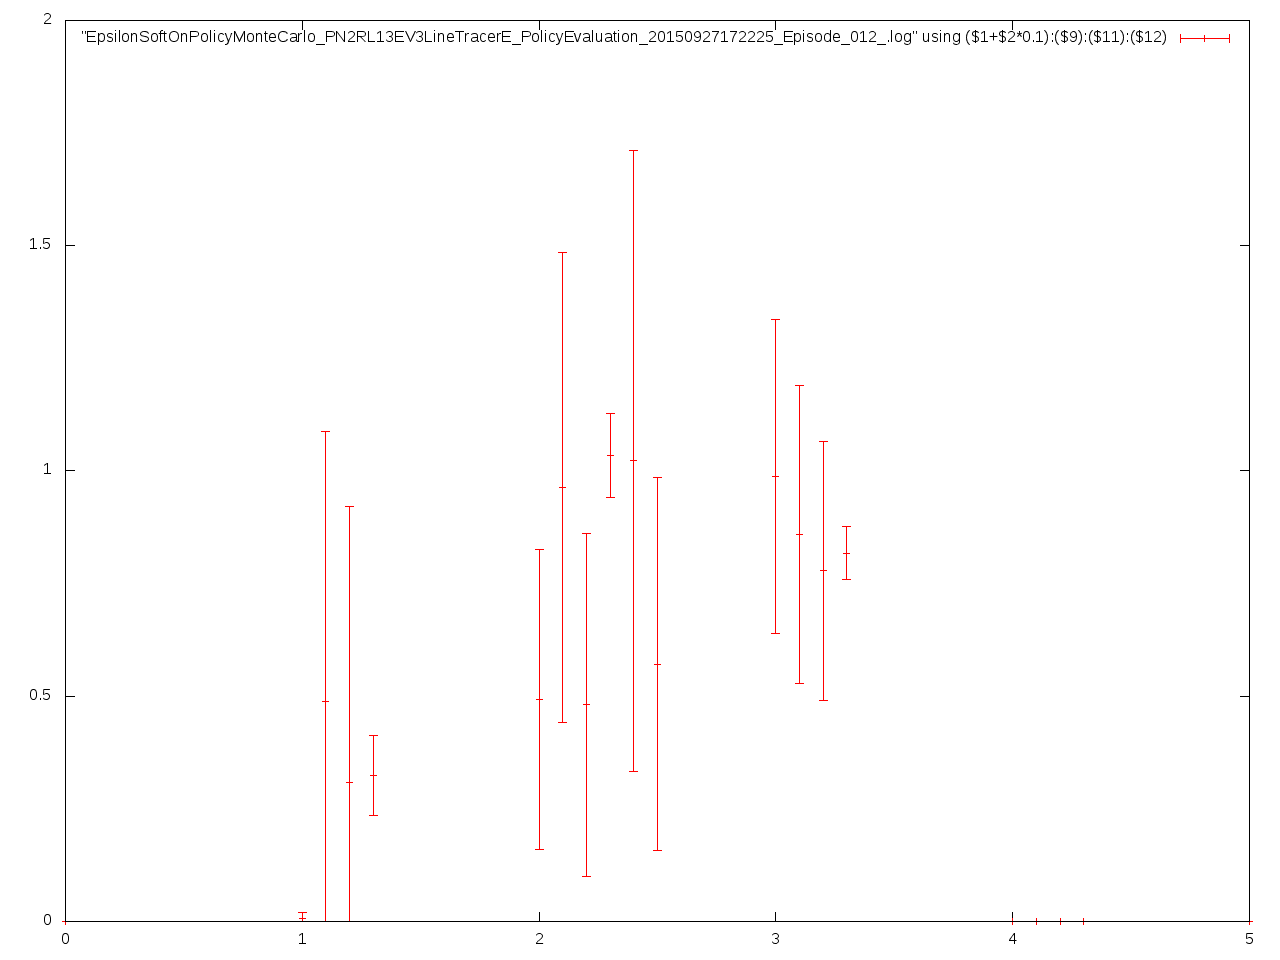 2
"EpsilonSoftOnPolicyMonteCarlo_PN2RL13EV3LineTracerE_PolicyEvaluation_20150927172225_Episode_012_.log" using ($1+$2*0.1):($9):($11):($12)
1.5
1
0.5
0
0 1 2 3 4 5